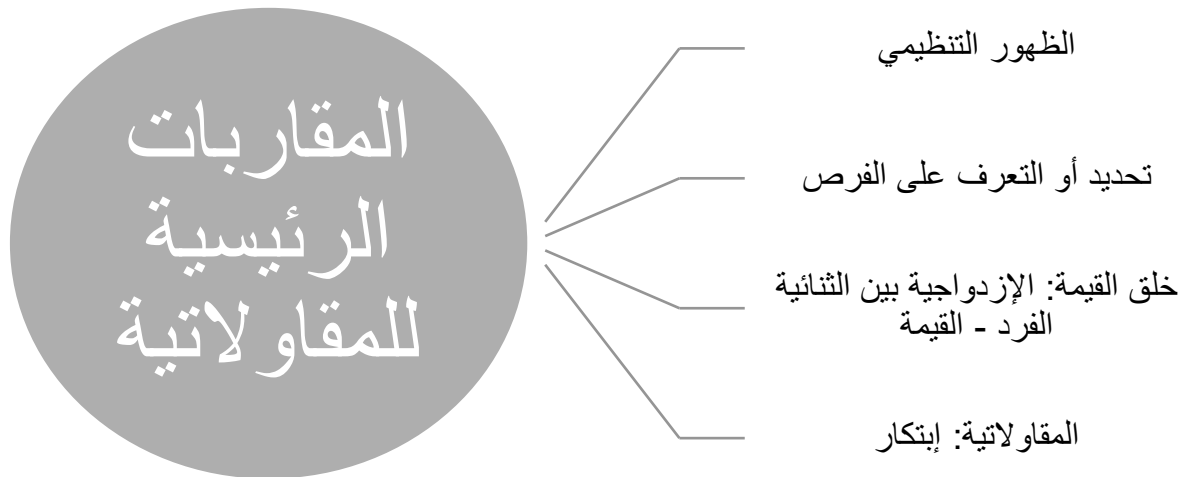 المقاربات
الرئيسية
للمقاولاتية
الظهور التنظيمي
تحديد أو التعرف على الفرص
خلق القيمة: الإزدواجية بين الثنائية
الفرد - القيمة
المقاولاتية: إبتكار